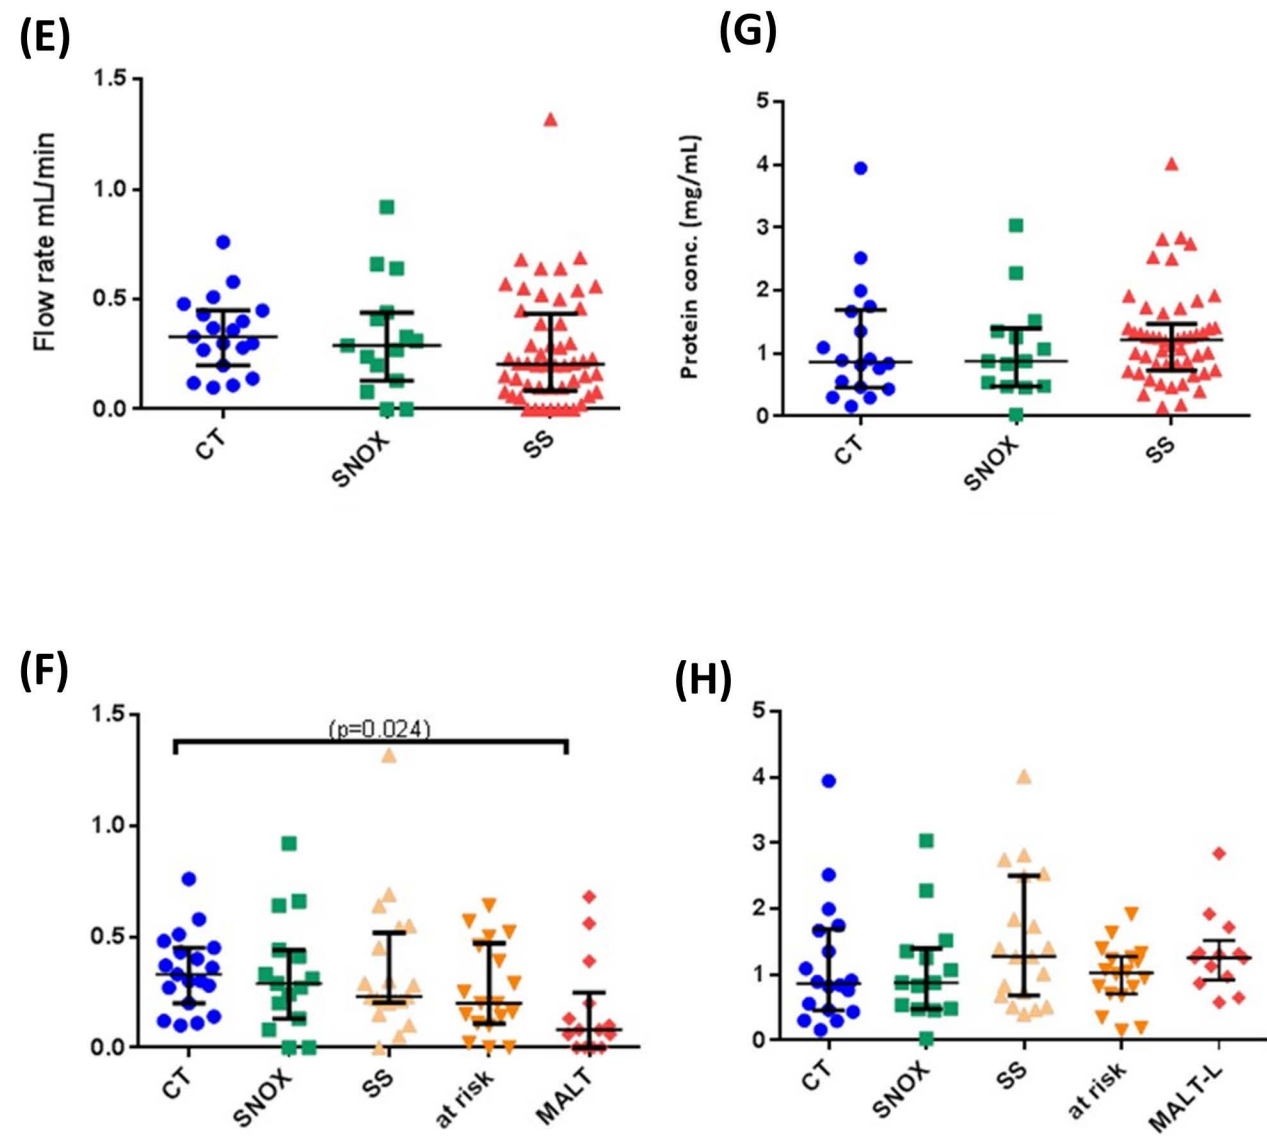 (E)
Flow rate mL/min
1.5
1.0
0.5
0.0
CT
SNOX
SS
(G)
Protein conc. (mg/mL)
5
4
3
2
1
0
CT
SNOX
SS
(F)
1.5
1.0
0.5
0.0
(p=0.024)
CT
SNOX
SS
at risk
MALT
(H)
5
4
3
2
1
0
CT
SNOX
SS
at risk
MALT-L